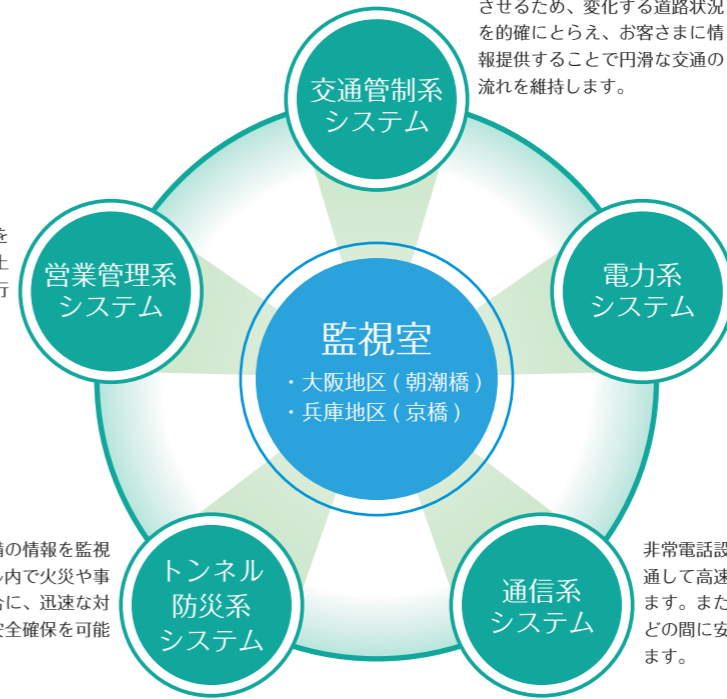 させるため、変化する道路状況
を的確にとらえ、お客さまに情
報提供することで円滑な交通の
流れを維持します。
交通管制系
システム
を
営業管理系
システム
電力系
システム
監視室
・大阪地区 ( 朝潮橋 )
・兵庫地区 ( 京橋 )
の情報を監視
内で火災や事
に、迅速な対
安全確保を可能
トンネル
防災系
システム
通信系
システム
非常電話設
通して高速
ます。また
どの間に安
ます。